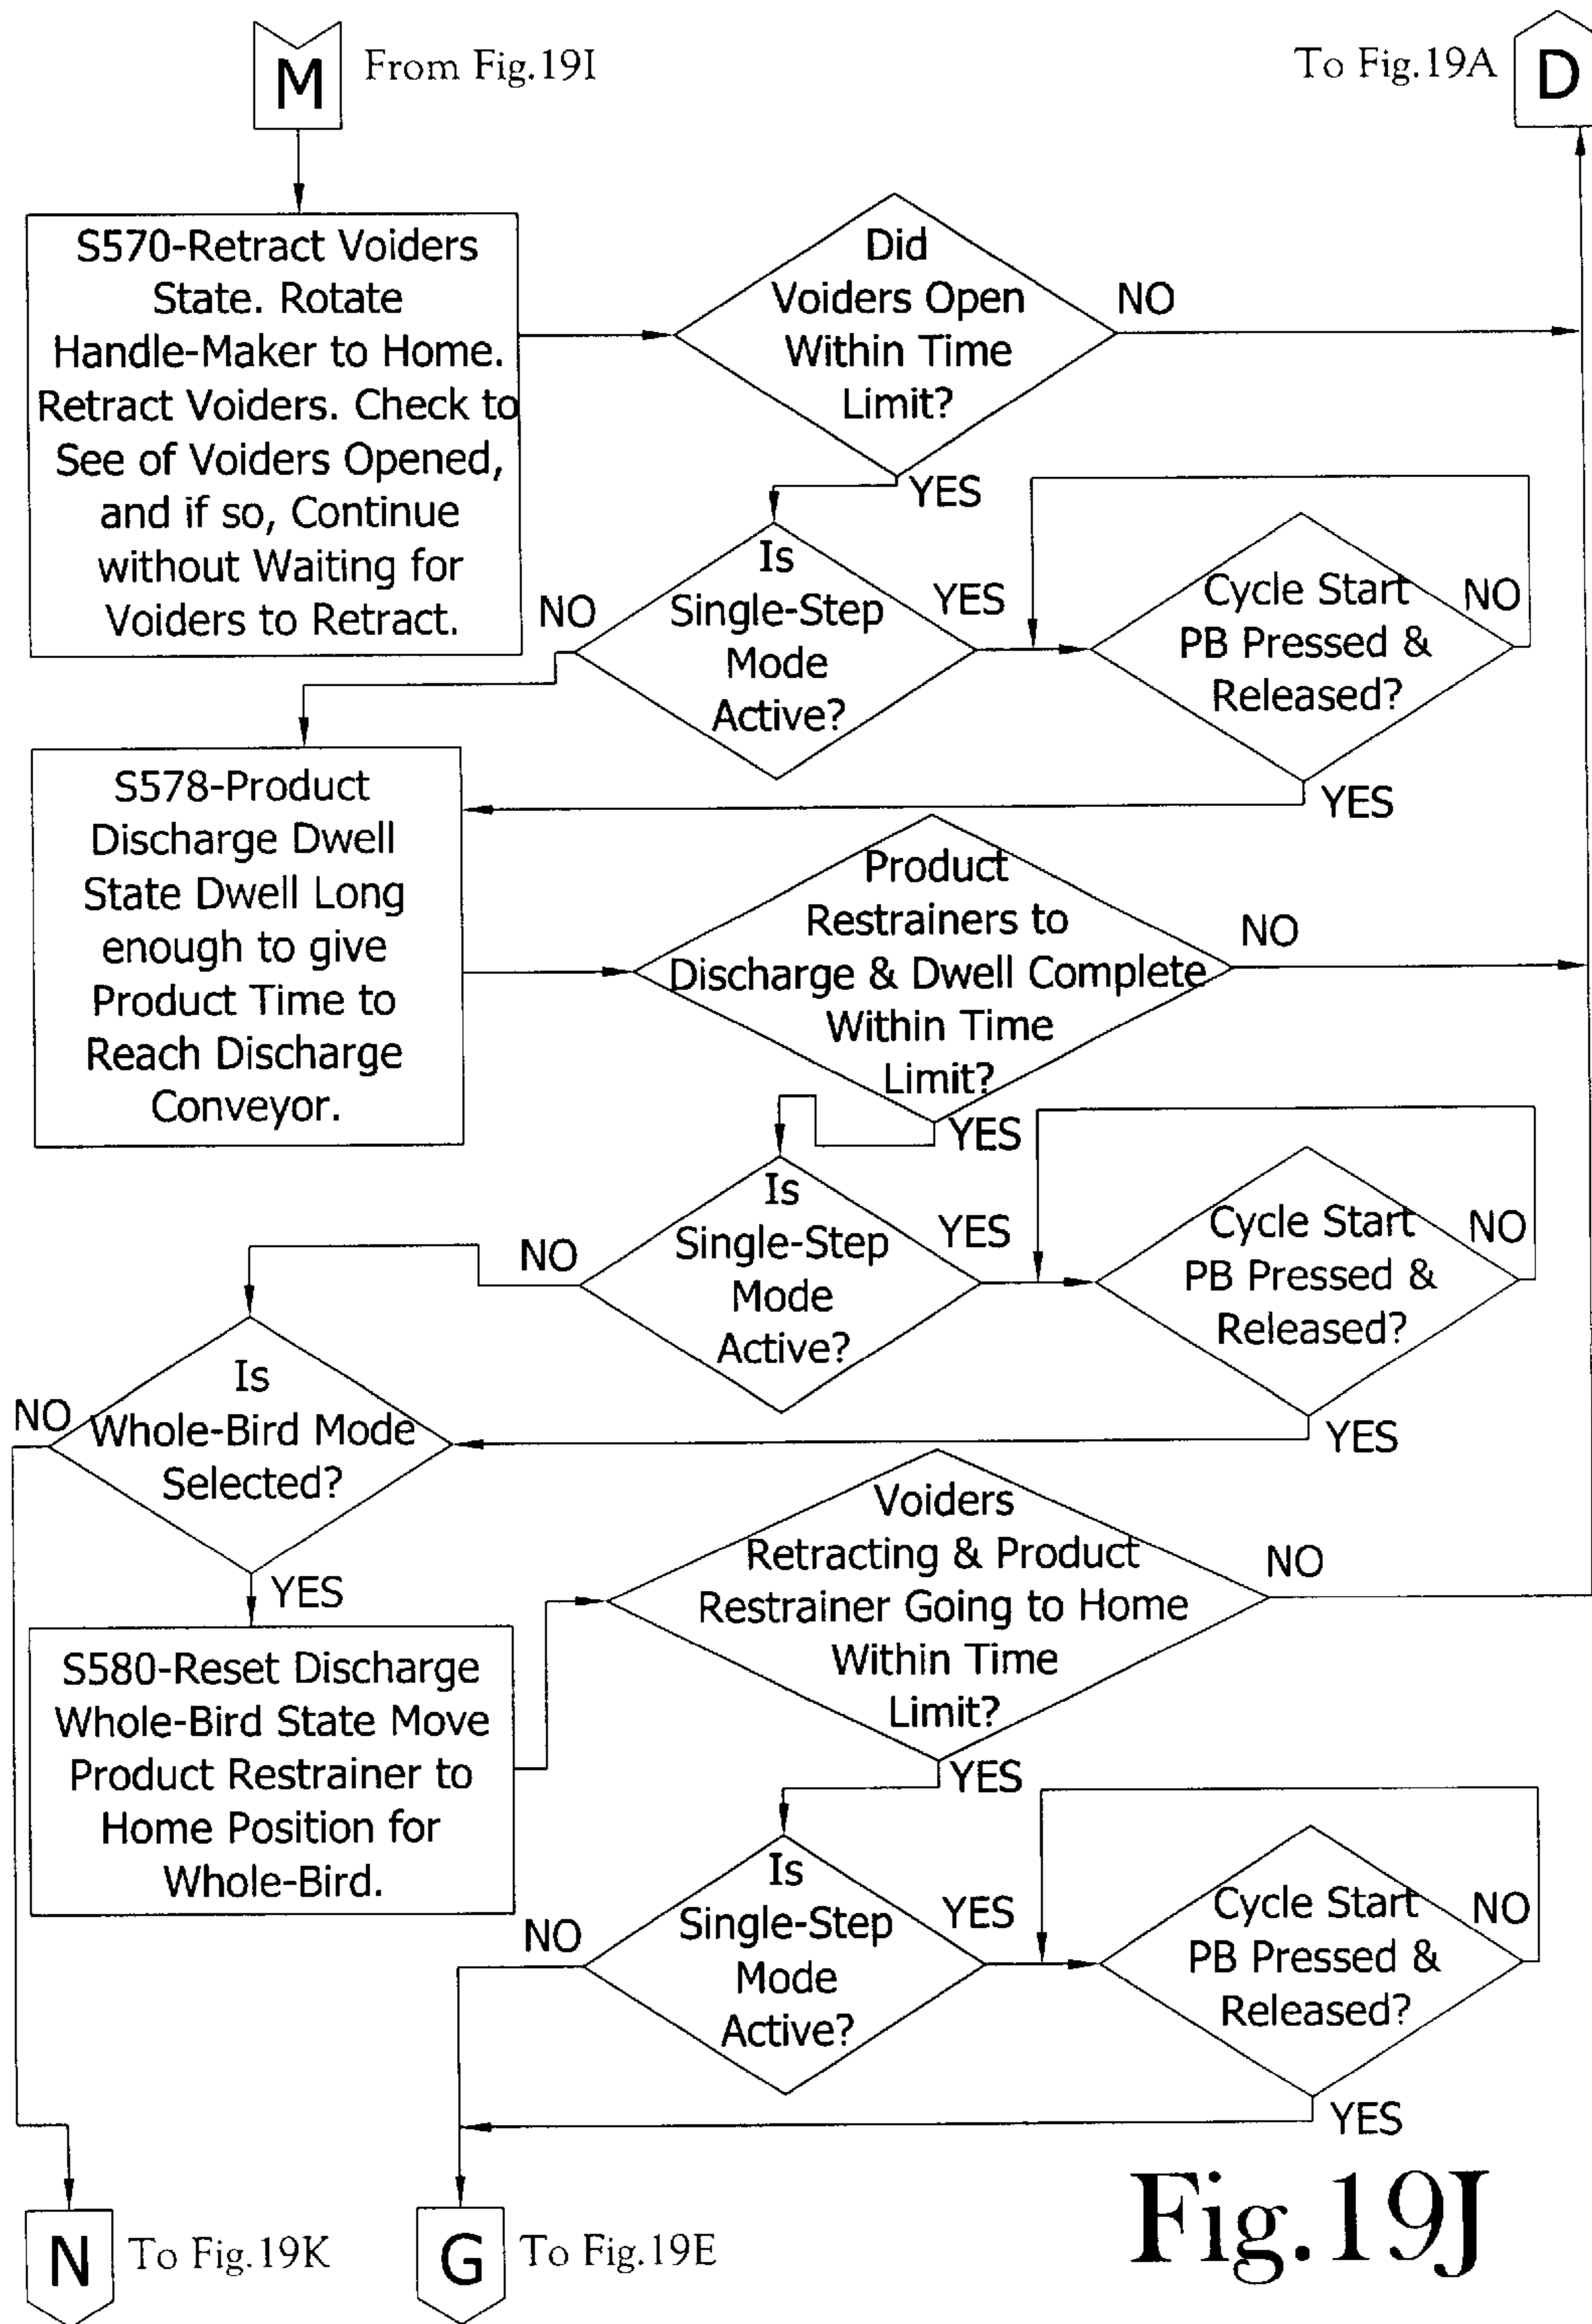 M
From Fig.19I
To Fig.19A
D
S570-Retract Voiders
State. Rotate
Handle-Maker to Home.
Retract Voiders. Check to
See of Voiders Opened,
and if so, Continue
without Waiting for
Voiders to Retract.
Did
Voiders Open
Within Time
Limit?
NO
YES
Is
Single-Step
Mode
Active?
NO
YES
Cycle Start
PB Pressed &
Released?
NO
YES
S578-Product
Discharge Dwell
State Dwell Long
enough to give
Product Time to
Reach Discharge
Conveyor.
Product
Restrainers to
Discharge & Dwell Complete
Within Time
Limit?
NO
YES
Is
Single-Step
Mode
Active?
NO
YES
Cycle Start
PB Pressed &
Released?
NO
YES
Is
Whole-Bird Mode
Selected?
NO
YES
S580-Reset Discharge
Whole-Bird State Move
Product Restrainer to
Home Position for
Whole-Bird.
Voiders
Retracting & Product
Restrainer Going to Home
Within Time
Limit?
NO
YES
Is
Single-Step
Mode
Active?
NO
YES
Cycle Start
PB Pressed &
Released?
NO
YES
N
To Fig.19K
G
To Fig.19E
Fig.19J